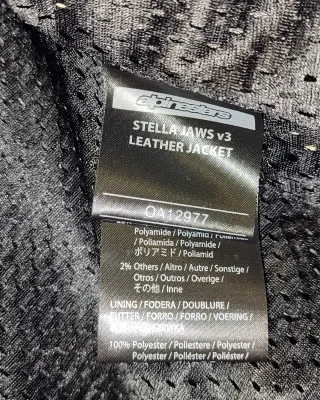 alpinestars
STELLA JAWS v3
LEATHER JACKET
OA12977
Polyamide / Polyamid / Poliammide
/ Poliamida / Polyamide /
ポリアミド / Poliamid
2% Others / Altro / Autre / Sonstige /
Otros / Outros / Overige /
その他 / Inne
LINING / FODERA / DOUBLURE /
FUTTER / FORRO / FORRO / VOERING /
100% Polyester / Poliestere / Polyester /
Polyester / Poliéster / Poliéster /